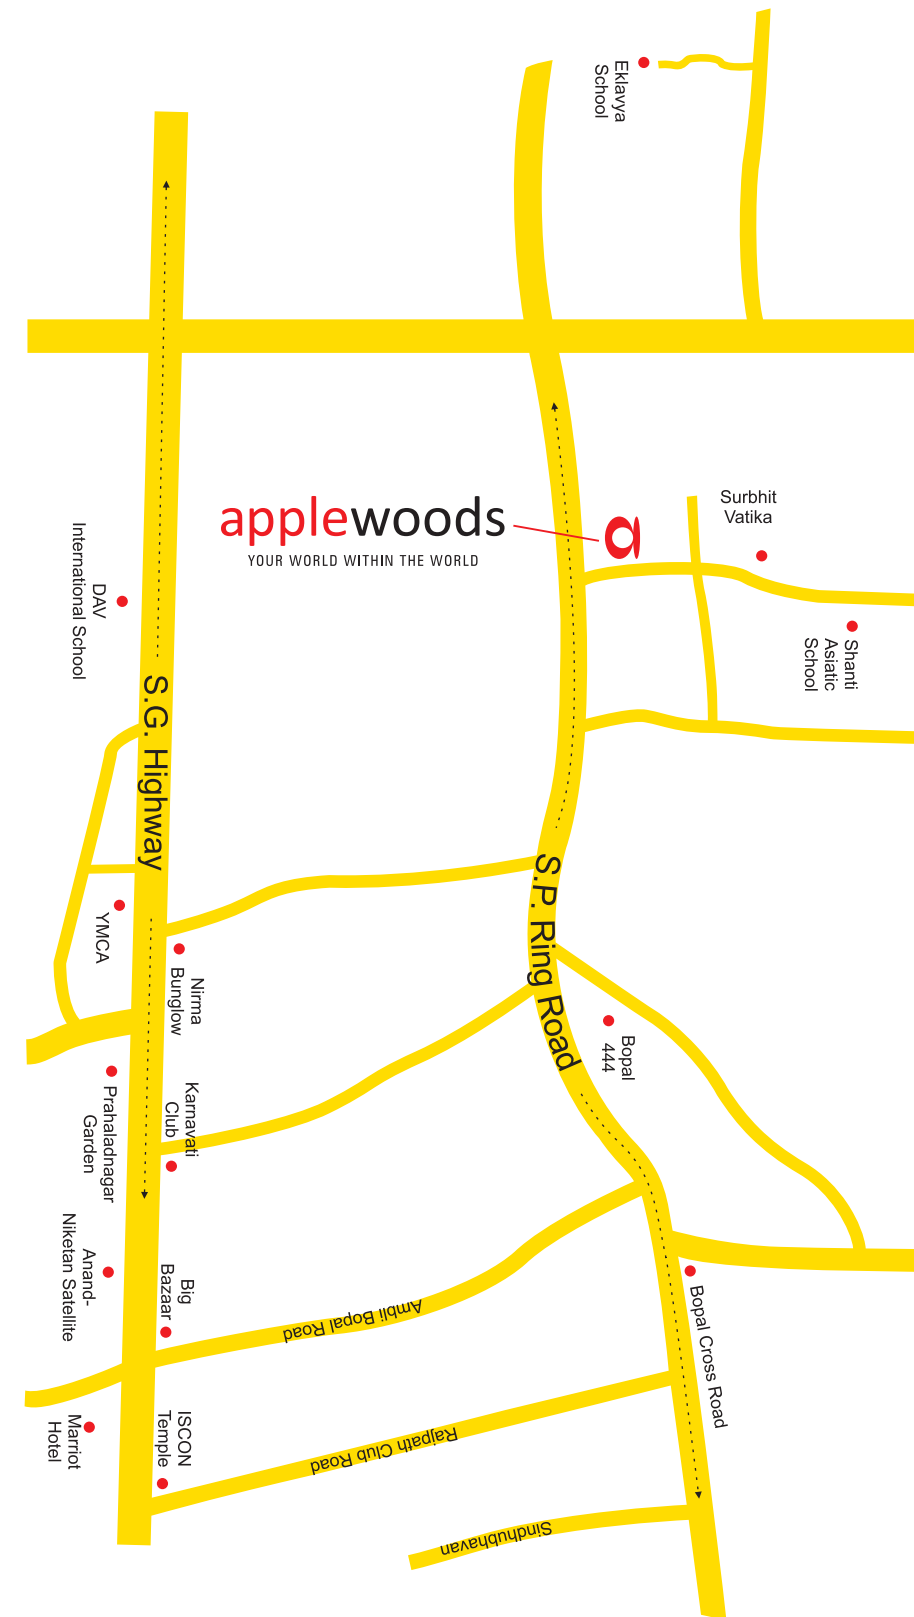 Eklavya
School
Surbhit
Vatika
applewoods
YOUR WORLD WITHIN THE WORLD
a
DAV
International School
Shanti
Asiatic
School
S.G. Highway
S.P. Ring Road
YMCA
Nirma
Bunglow
Bopal
444
Karnavati
Club
Prahaladnagar
Garden
Anand-
Niketan Satellite
Big
Bazaar
Ambli Bopal Road
Bopal Cross Road
ISCON
Temple
Marriot
Hotel
Rajpath Club Road
Sindhubhavan